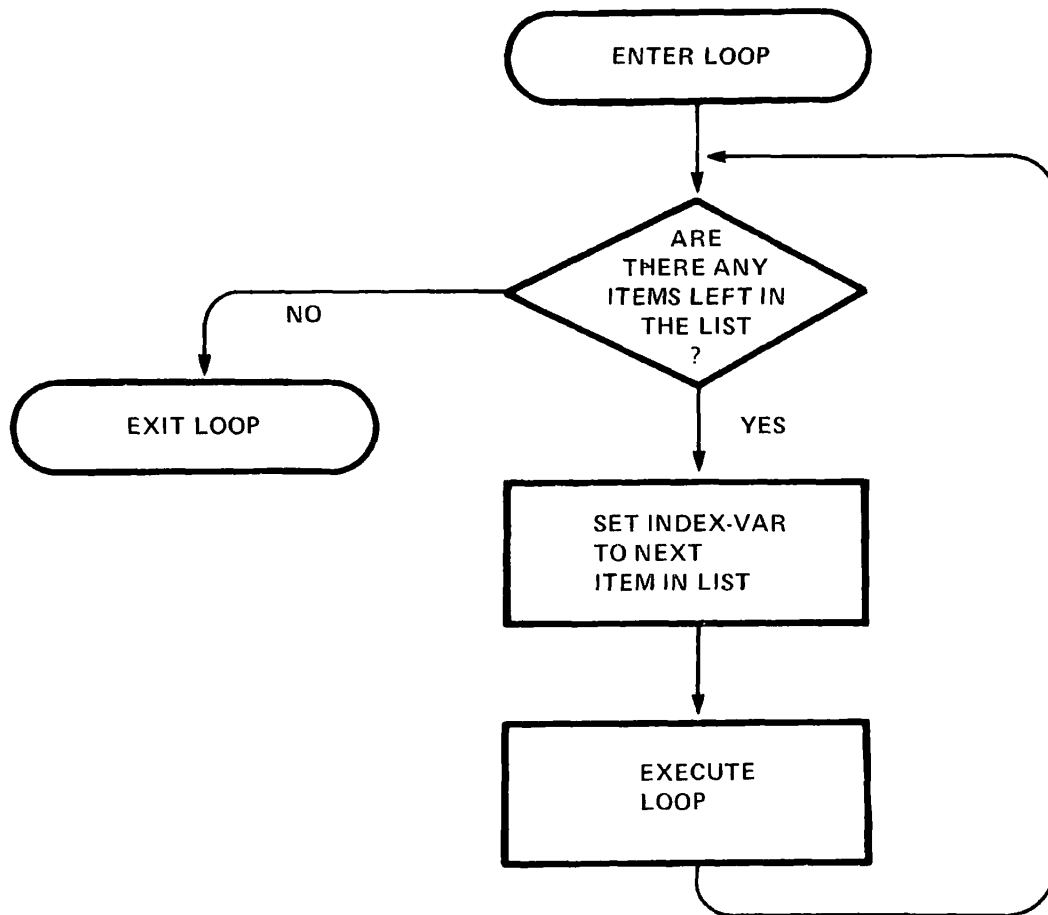 ENTER LOOP
ARE
THERE ANY
ITEMS LEFT IN
THE LIST
?
NO
EXIT LOOP
YES
SET INDEX-VAR
TO NEXT
ITEM IN LIST
EXECUTE
LOOP